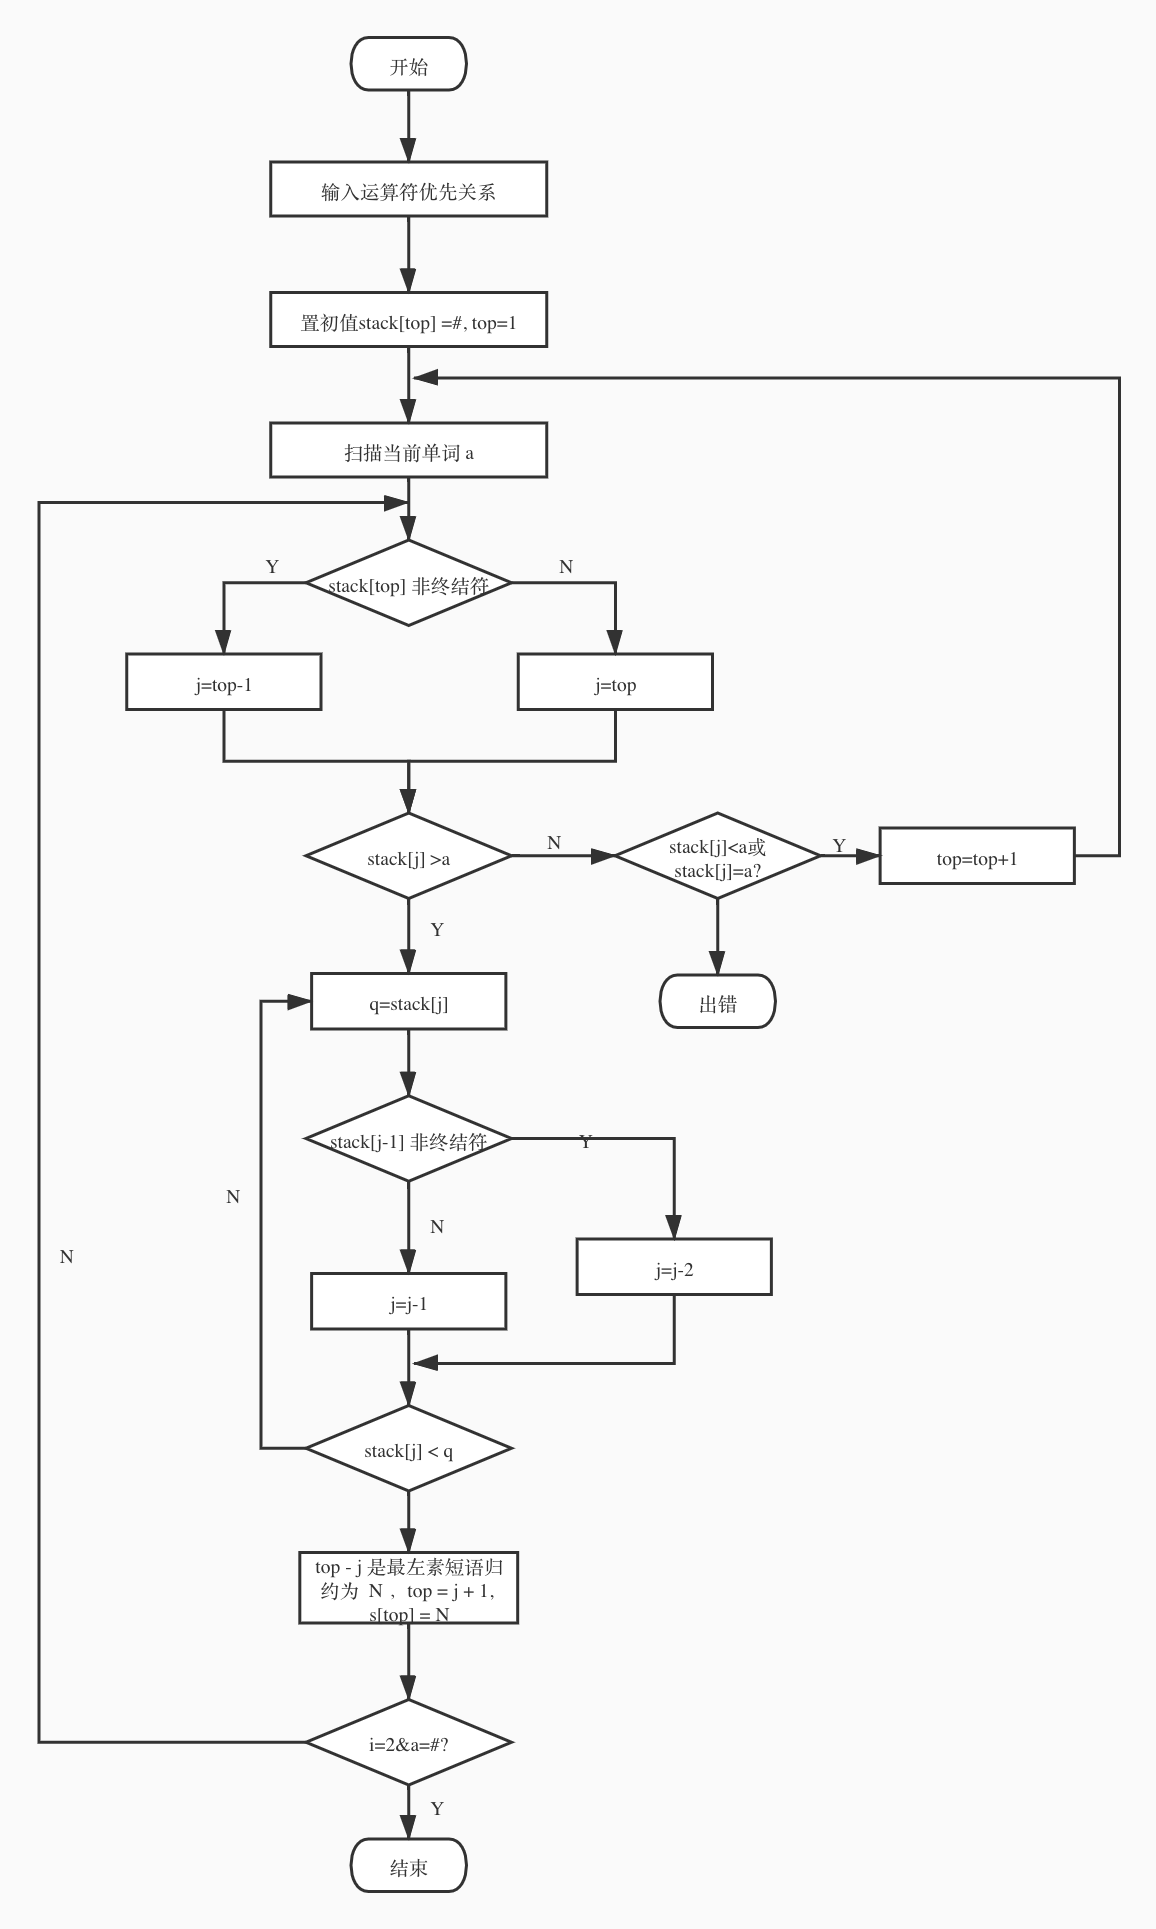 开始
输入运算符优先关系
置初值stack[top] =#, top=1
扫描当前单词 a
Y
N
stack[top] 非终结符
j=top-1
j=top
stack[j] >a
N
stack[j]<a或
stack[j]=a?
Y
top=top+1
Y
q=stack[j]
出错
stack[j-1] 非终结符
Y
N
N
N
j=j-2
j=j-1
stack[j] < q
top - j 是最左素短语归
约为 N ，top = j + 1,
s[top] = N
i=2&a=#?
Y
结束